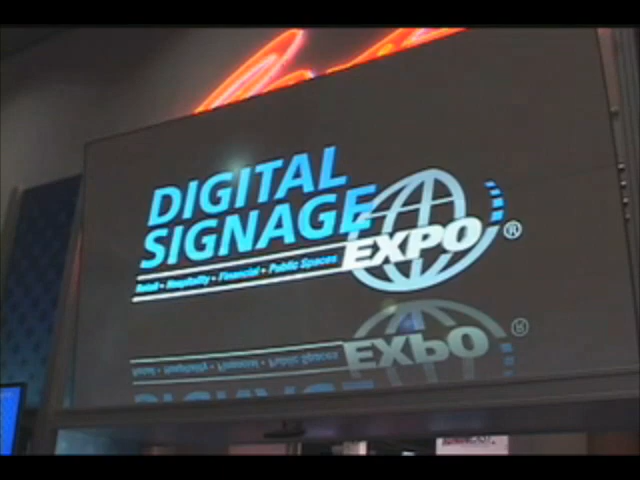 DIGITAL
SIGNAGE
EXPO®
Retail • Hospitality • Financial • Public Spaces